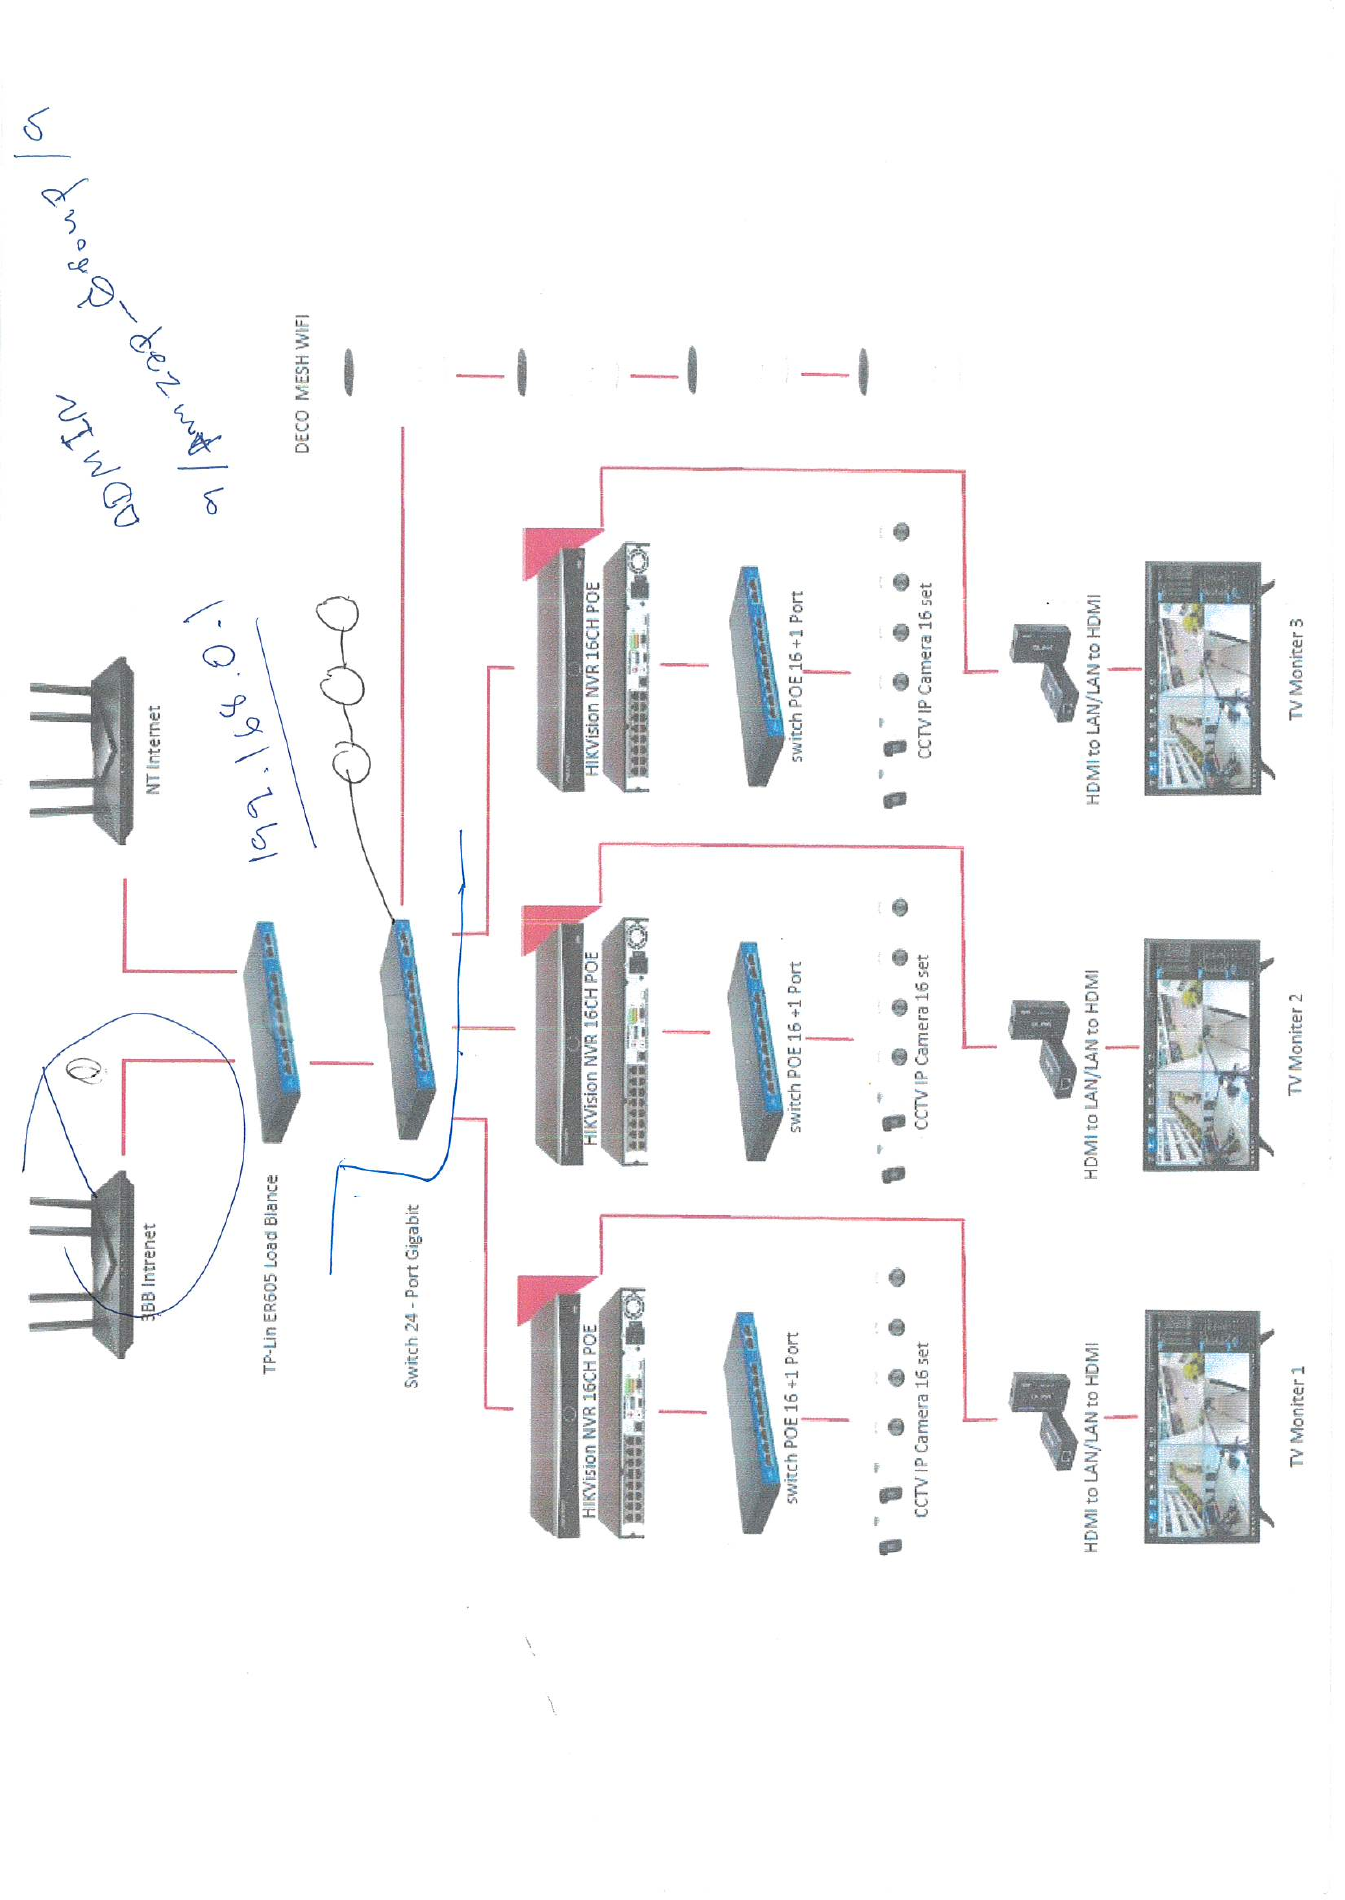 3BB Intrenet
NT Internet
192.168.0.1
ADMIN
TP-Lin ER605 Load Blance
Switch 24 - Port Gigabit
DECO MESH WIFI
HIKVision NVR 16CH POE
HIKVision NVR 16CH POE
HIKVision NVR 16CH POE
switch POE 16 +1 Port
switch POE 16 +1 Port
switch POE 16 +1 Port
CCTV IP Camera 16 set
CCTV IP Camera 16 set
CCTV IP Camera 16 set
HDMI to LAN/LAN to HDMI
HDMI to LAN/LAN to HDMI
HDMI to LAN/LAN to HDMI
TV Moniter 1
TV Moniter 2
TV Moniter 3